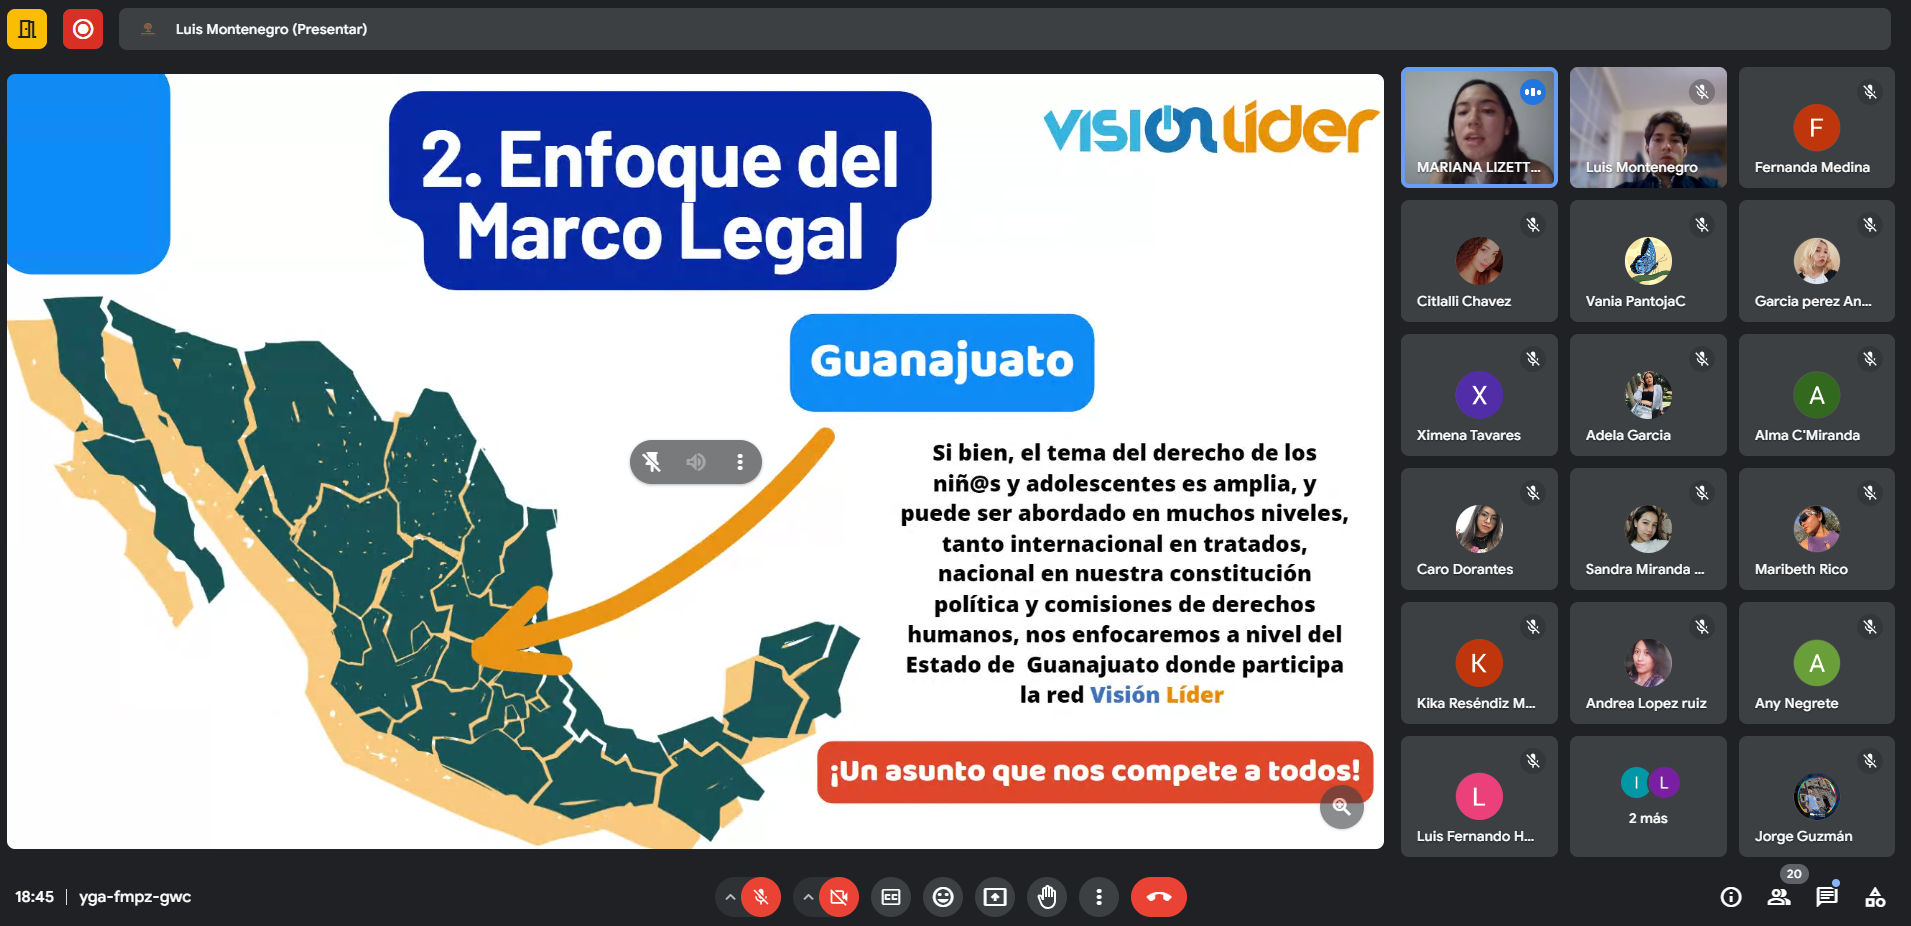 Luis Montenegro (Presentar)
2. Enfoque del
Marco Legal
VISIÓN Líder
Guanajuato
Si bien, el tema del derecho de los
niñ@s y adolescentes es amplia, y
puede ser abordado en muchos niveles,
tanto internacional en tratados,
nacional en nuestra constitución
política y comisiones de derechos
humanos, nos enfocaremos a nivel del
Estado de Guanajuato donde participa
la red Visión Líder
¡Un asunto que nos compete a todos!
MARIANA LIZETT...
Luis Montenegro
F
Fernanda Medina
Citlalli Chavez
Vania PantojaC
Garcia perez An...
X
Ximena Tavares
Adela Garcia
A
Alma C'Miranda
Caro Dorantes
Sandra Miranda ...
Maribeth Rico
K
Kika Reséndiz M...
Andrea Lopez ruiz
A
Any Negrete
L
Luis Fernando H...
I L
2 más
Jorge Guzmán
18:45 | yga-fmpz-gwc
20